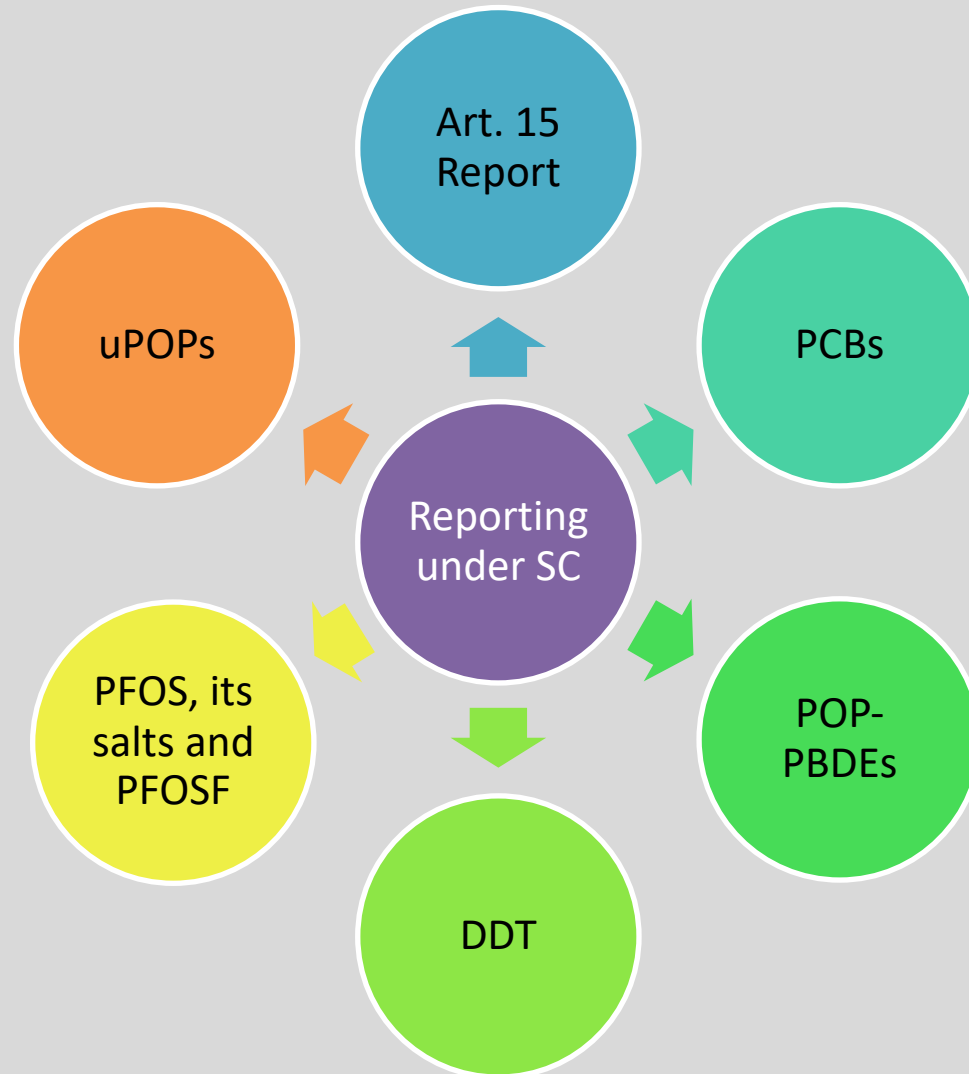 Art. 15
Report
uPOPs
PCBs
Reporting
under SC
PFOS, its
salts and
PFOSF
POP-
PBDEs
DDT